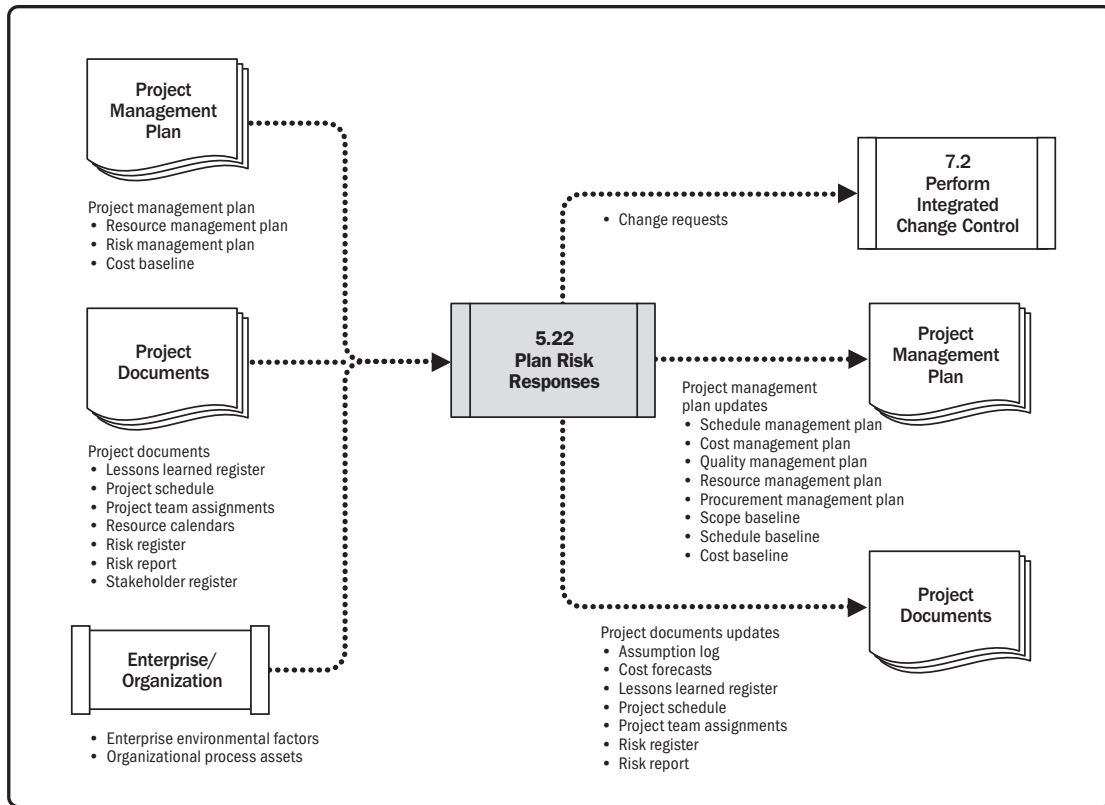 Project
Management
Plan
Project management plan
• Resource management plan
• Risk management plan
• Cost baseline
Project
Documents
Project documents
• Lessons learned register
• Project schedule
• Project team assignments
• Resource calendars
• Risk register
• Risk report
• Stakeholder register
Enterprise/
Organization
• Enterprise environmental factors
• Organizational process assets
5.22
Plan Risk
Responses
• Change requests
7.2
Perform
Integrated
Change Control
Project
Management
Plan
Project management
plan updates
• Schedule management plan
• Cost management plan
• Quality management plan
• Resource management plan
• Procurement management plan
• Scope baseline
• Schedule baseline
• Cost baseline
Project
Documents
Project documents updates
• Assumption log
• Cost forecasts
• Lessons learned register
• Project schedule
• Project team assignments
• Risk register
• Risk report